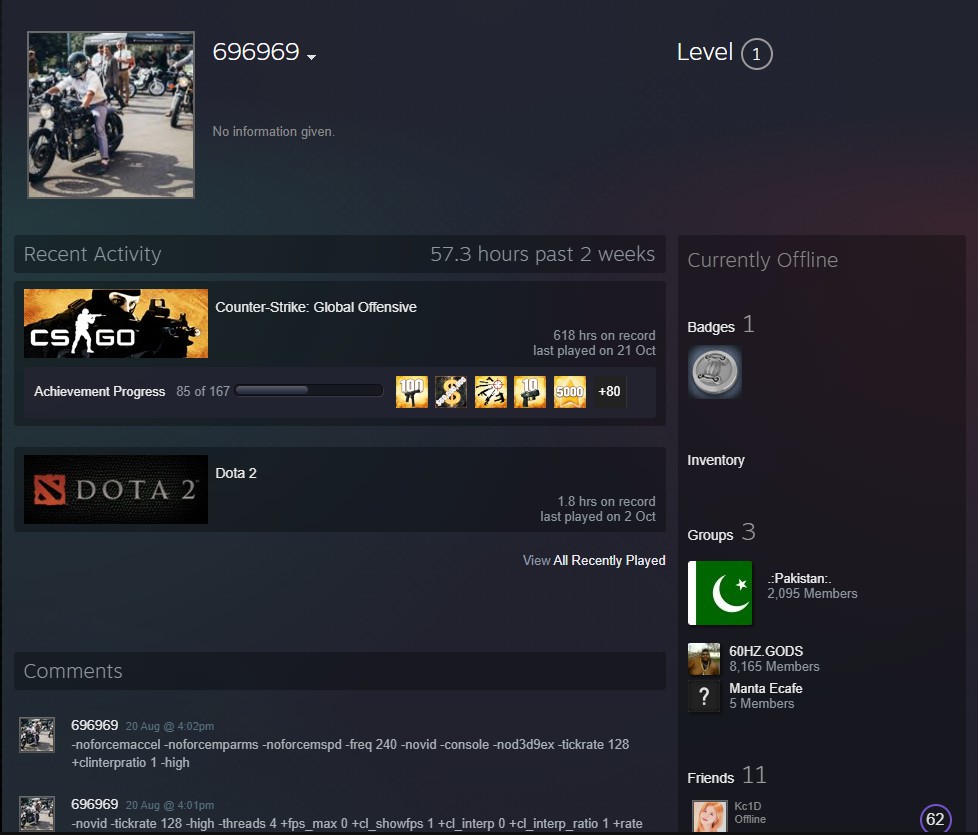 696969
Level 1
No information given.
Recent Activity
57.3 hours past 2 weeks
CS GO
Counter-Strike: Global Offensive
618 hrs on record
last played on 21 Oct
Achievement Progress 85 of 167
100
10
5000
+80
DOTA 2
Dota 2
1.8 hrs on record
last played on 2 Oct
View All Recently Played
Comments
696969 20 Aug @ 4:02pm
-noforcemaccel -noforcemparms -noforcemspd -freq 240 -novid -console -nod3d9ex -tickrate 128
+clinterpratio 1 -high
696969 20 Aug @ 4:01pm
-novid -tickrate 128 -high -threads 4 +fps_max 0 +cl_showfps 1 +cl_interp 0 +cl_interp_ratio 1 +rate
Currently Offline
Badges 1
Inventory
Groups 3
.:Pakistan:.
2,095 Members
60HZ.GODS
8,165 Members
?
Manta Ecafe
5 Members
Friends 11
Kc1D
Offline
62